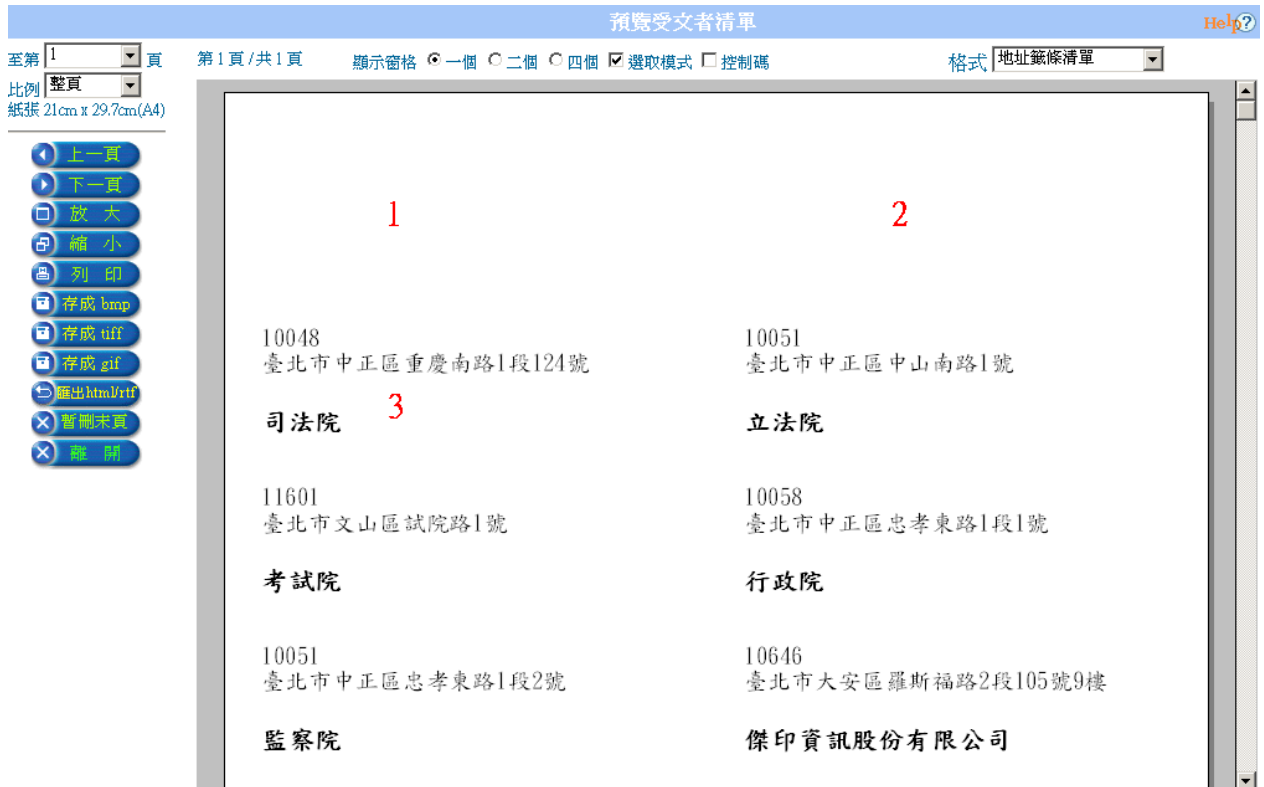 預覽受文者清單
Help?
至第 1 頁
第1頁/共1頁
顯示窗格 一個 二個 四個 選取模式 控制碼
格式 地址籤條清單
比例 整頁
紙張 21cm x 29.7cm(A4)
上一頁
下一頁
放 大
縮 小
列 印
存成 bmp
存成 tiff
存成 gif
匯出html/rtf
暫刪末頁
離 開
1
2
10048
臺北市中正區重慶南路1段124號
司法院
3
10051
臺北市中正區中山南路1號
立法院
11601
臺北市文山區試院路1號
考試院
10058
臺北市中正區忠孝東路1段1號
行政院
10051
臺北市中正區忠孝東路1段2號
監察院
10646
臺北市大安區羅斯福路2段105號9樓
傑印資訊股份有限公司